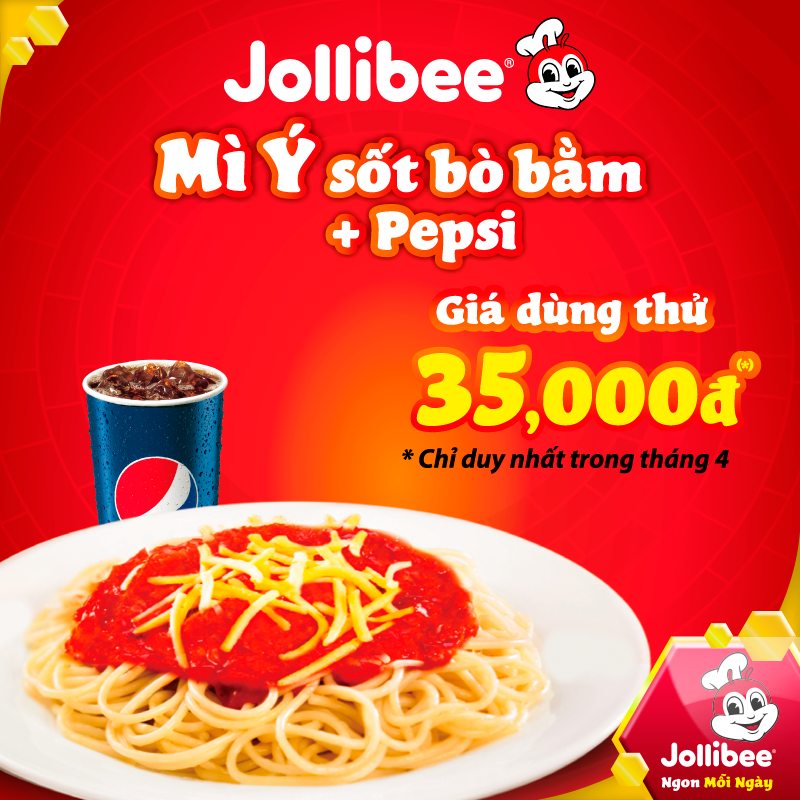 Jollibee®
Mì Ý sốt bò bằm
+ Pepsi
Giá dùng thử
35,000đ(*)
* Chỉ duy nhất trong tháng 4
Jollibee®
Ngon Mỗi Ngày